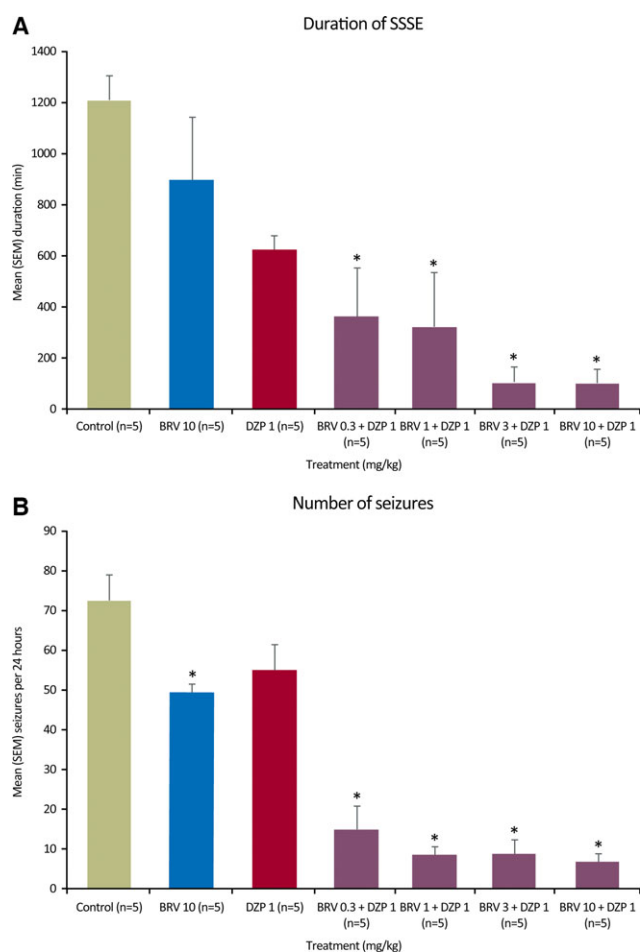 A
Duration of SSSE
Mean (SEM) duration (min)
1400
1200
1000
800
600
400
200
0
* * * *
Control (n=5) BRV 10 (n=5) DZP 1 (n=5) BRV 0.3 + DZP 1 BRV 1 + DZP 1 BRV 3 + DZP 1 BRV 10 + DZP 1
(n=5) (n=5) (n=5) (n=5)
Treatment (mg/kg)
B
Number of seizures
Mean (SEM) seizures per 24 hours
90
80
70
60
50
40
30
20
10
0
* * * * *
Control (n=5) BRV 10 (n=5) DZP 1 (n=5) BRV 0.3 + DZP 1 BRV 1 + DZP 1 BRV 3 + DZP 1 BRV 10 + DZP 1
(n=5) (n=5) (n=5) (n=5)
Treatment (mg/kg)